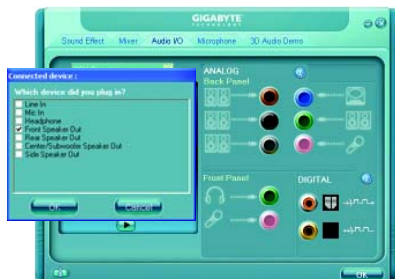 GIGABYTE
TECHNOLOGY
Sound Effect Mixer Audio I/O Microphone 3D Audio Demo
Connected device :
Which device did you plug in?
Line In
Mic In
Headphone
Front Speaker Out
Rear Speaker Out
Center/Subwoofer Speaker Out
Side Speaker Out
OK Cancel
ANALOG
Back Panel
Front Panel
DIGITAL
OK